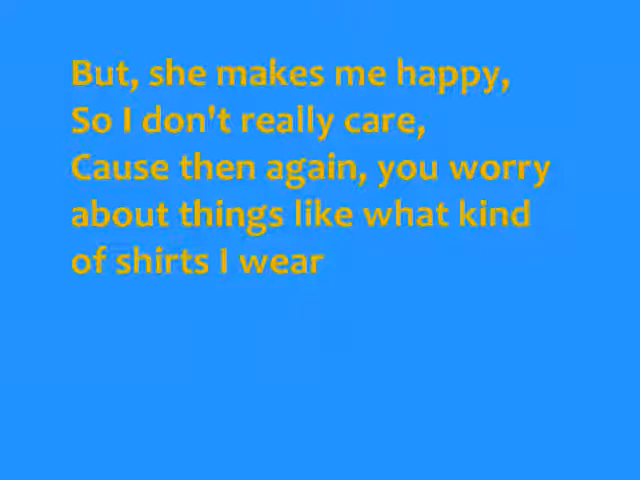 But, she makes me happy,
So I don't really care,
Cause then again, you worry
about things like what kind
of shirts I wear